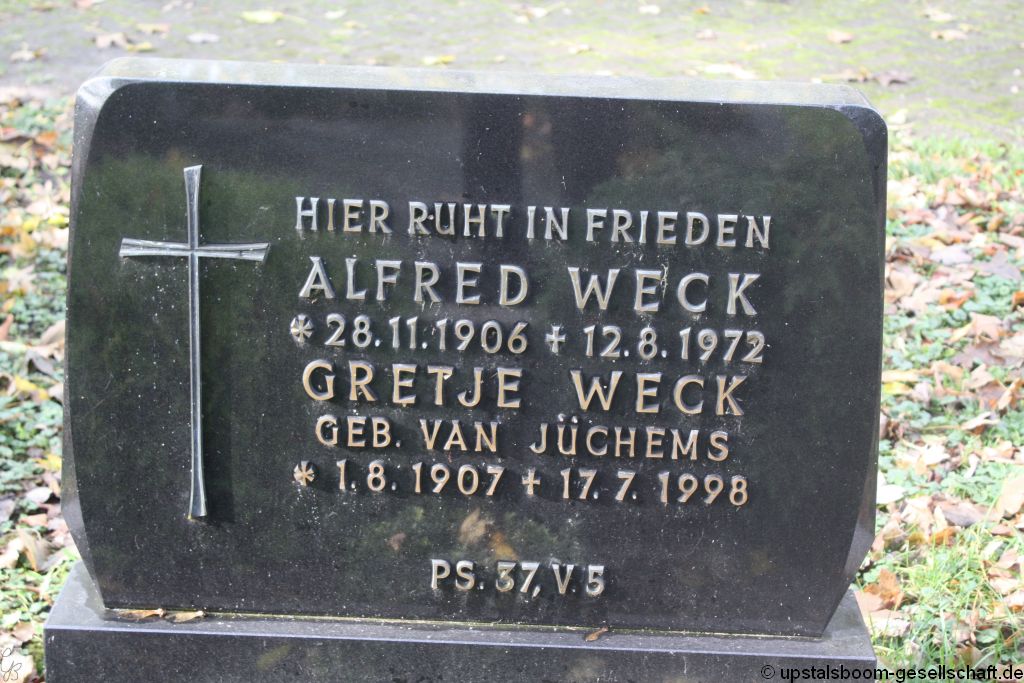 HIER RUHT IN FRIEDEN
ALFRED WECK
* 28.11.1906 + 12.8.1972
GRETJE WECK
GEB. VAN JÜCHEMS
* 1.8.1907 + 17.7.1998
PS. 37, V. 5
© upstalsboom-gesellschaft.de